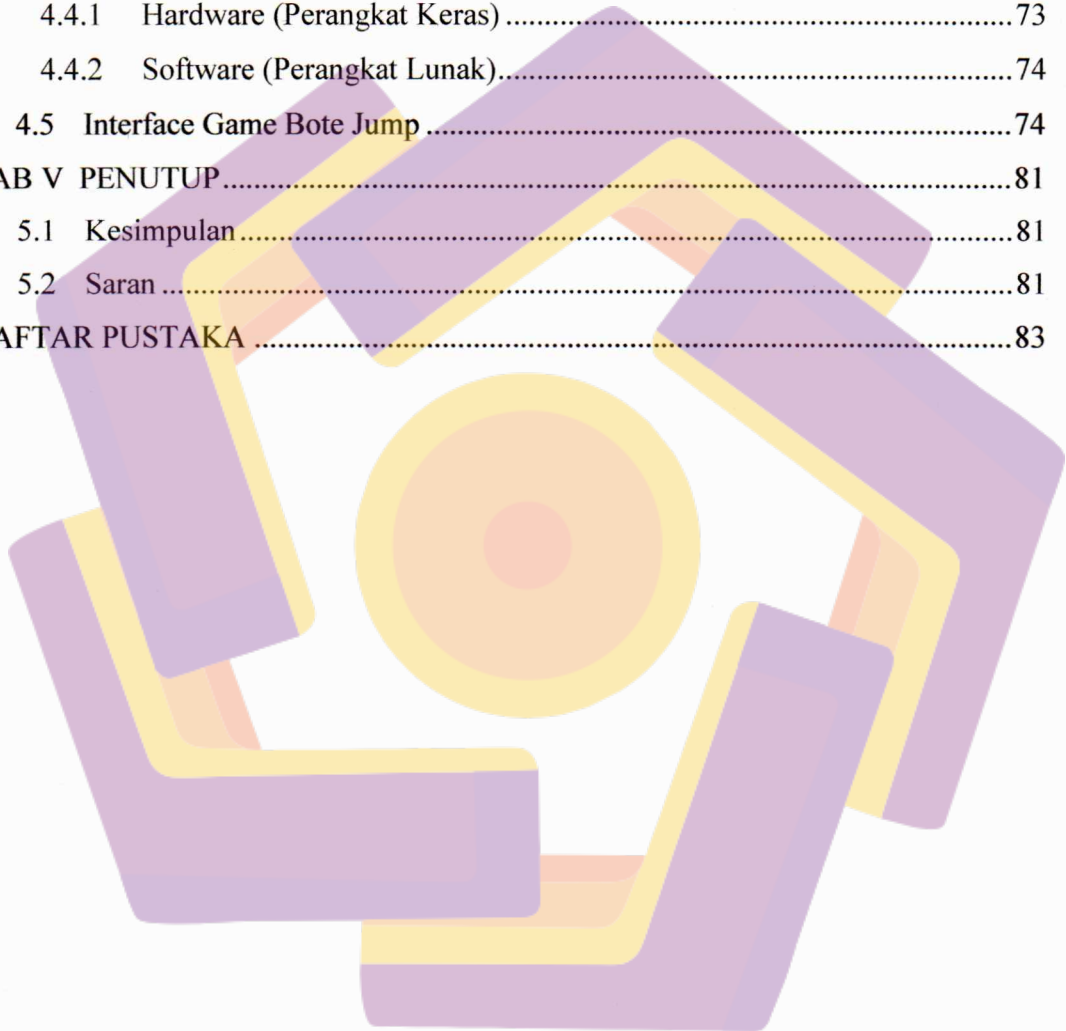 4.4.1 Hardware (Perangkat Keras) ........................................................ 73
4.4.2 Software (Perangkat Lunak) ........................................................ 74
4.5 Interface Game Bote Jump ........................................................ 74
AB V PENUTUP ........................................................ 81
5.1 Kesimpulan ........................................................ 81
5.2 Saran ........................................................ 81
AFTAR PUSTAKA ........................................................ 83